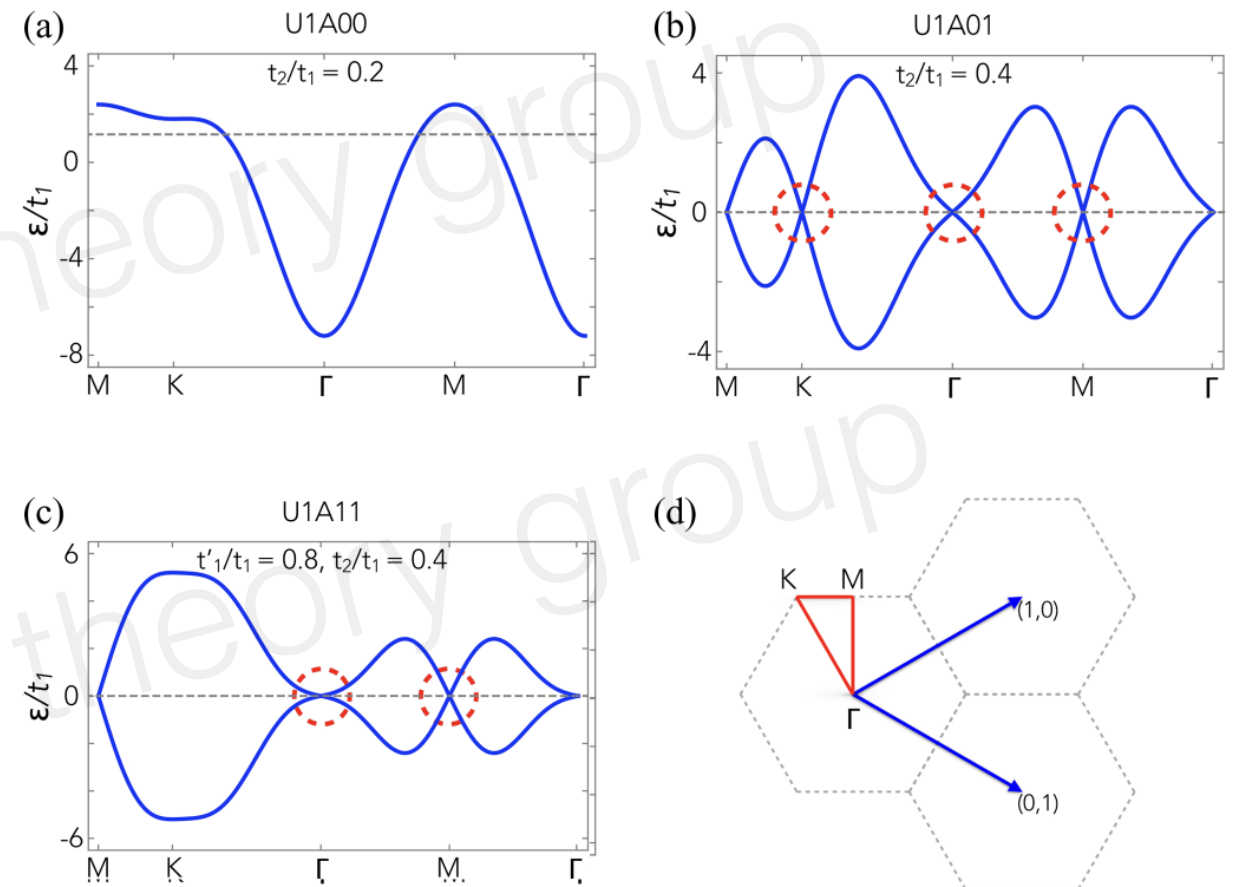 (a)
U1A00
t₂/t₁ = 0.2
4
0
-4
-8
ε/t₁
M K Γ M Γ
(b)
U1A01
t₂/t₁ = 0.4
4
0
-4
ε/t₁
M K Γ M Γ
(c)
U1A11
t'₁/t₁ = 0.8, t₂/t₁ = 0.4
6
0
-6
ε/t₁
M K Γ M Γ
(d)
K M
(1,0)
Γ
(0,1)
theory group
theory group